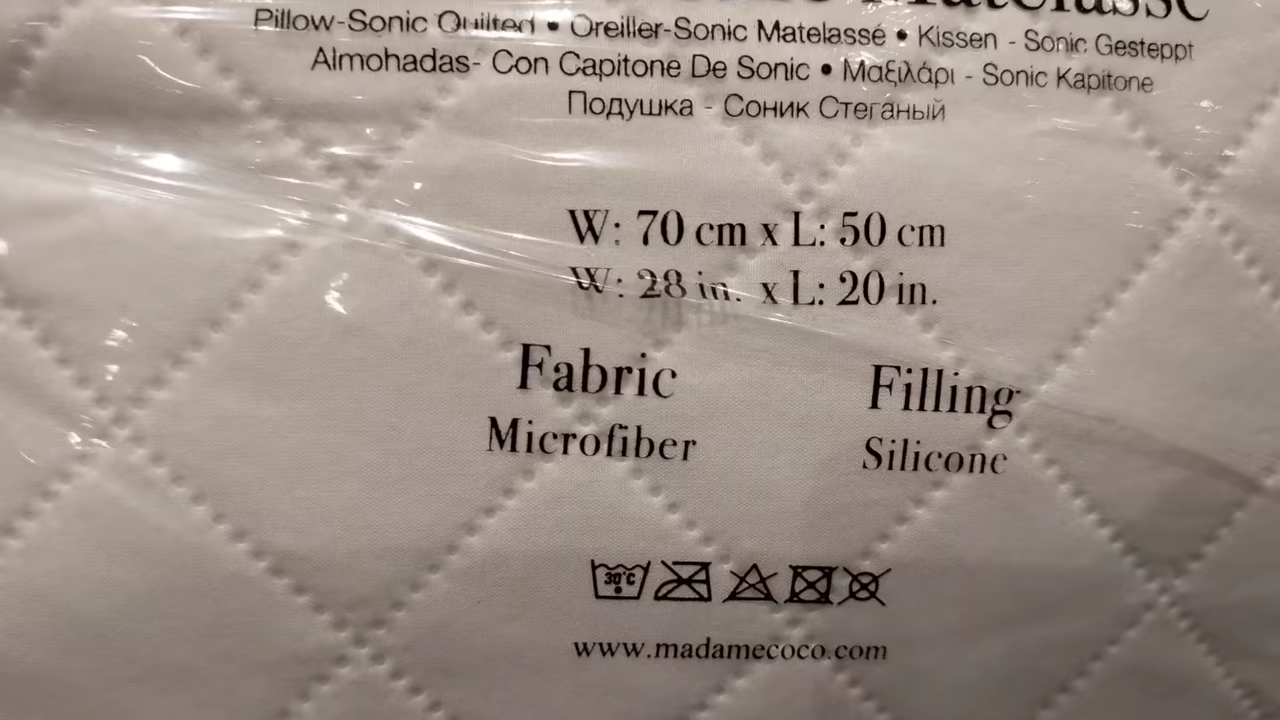 Matelassé
Pillow-Sonic Quilted • Oreiller-Sonic Matelassé • Kissen - Sonic Gesteppt
Almohadas- Con Capitone De Sonic • Μαξιλάρι - Sonic Kapitone
Подушка - Соник Стеганый
W: 70 cm x L: 50 cm
W: 28 in. x L: 20 in.
Fabric Filling
Microfiber Silicone
30°C
www.madamecoco.com